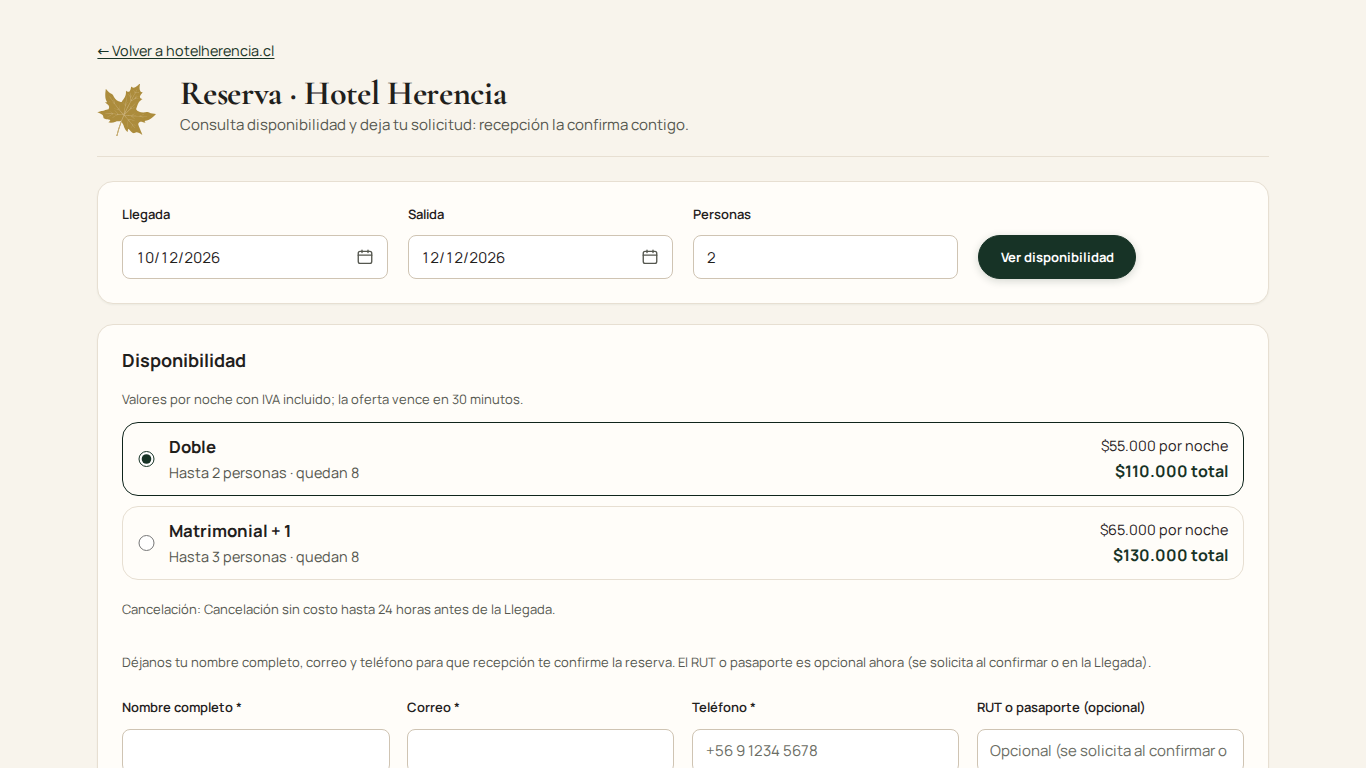 ← Volver a hotelherencia.cl
Reserva · Hotel Herencia
Consulta disponibilidad y deja tu solicitud: recepción la confirma contigo.
Llegada
Salida
Personas
10/12/2026
12/12/2026
2
Ver disponibilidad
Disponibilidad
Valores por noche con IVA incluido; la oferta vence en 30 minutos.
Doble
$55.000 por noche
Hasta 2 personas · quedan 8
$110.000 total
Matrimonial + 1
$65.000 por noche
Hasta 3 personas · quedan 8
$130.000 total
Cancelación: Cancelación sin costo hasta 24 horas antes de la Llegada.
Déjanos tu nombre completo, correo y teléfono para que recepción te confirme la reserva. El RUT o pasaporte es opcional ahora (se solicita al confirmar o en la Llegada).
Nombre completo *
Correo *
Teléfono *
RUT o pasaporte (opcional)
+56 9 1234 5678
Opcional (se solicita al confirmar o